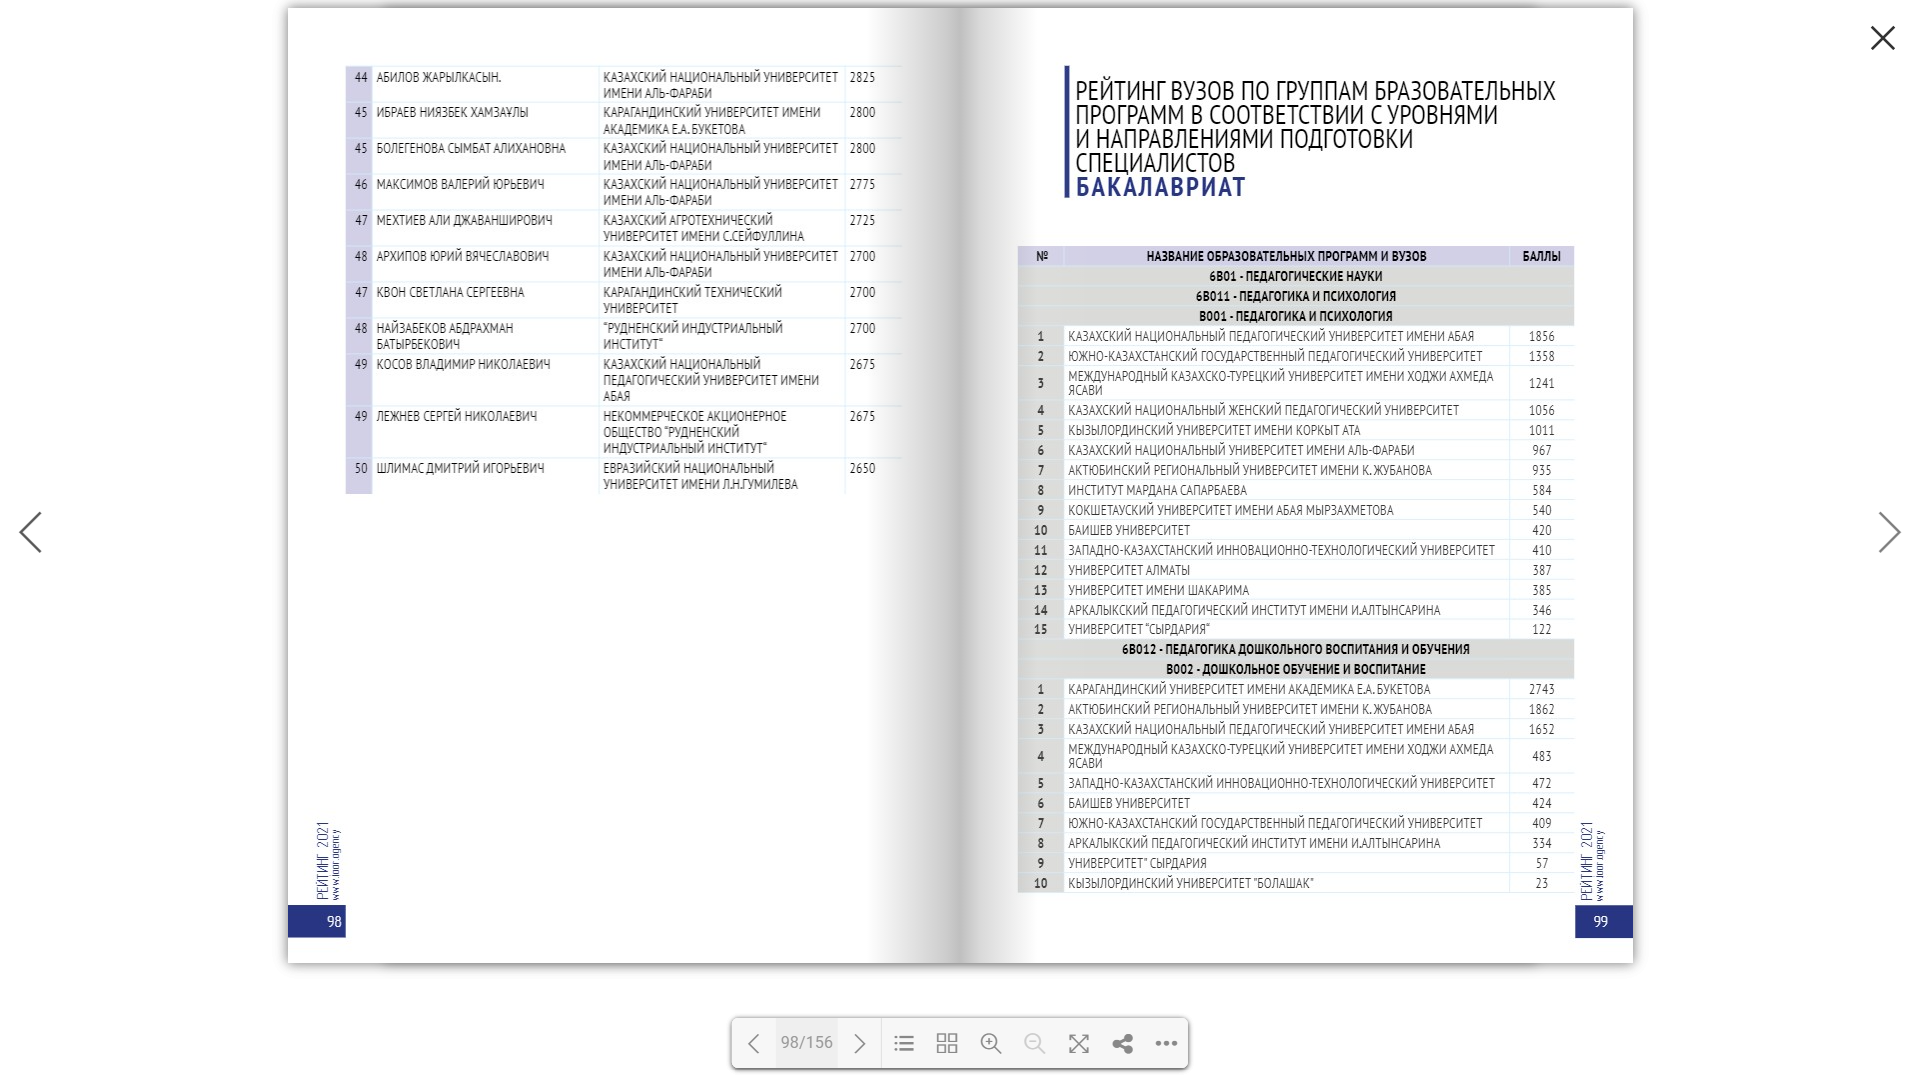 44 АБИЛОВ ЖАРЫЛКАСЫН. КАЗАХСКИЙ НАЦИОНАЛЬНЫЙ УНИВЕРСИТЕТ 2825
ИМЕНИ АЛЬ-ФАРАБИ
45 ИБРАЕВ НИЯЗБЕК ХАМЗАҰЛЫ КАРАГАНДИНСКИЙ УНИВЕРСИТЕТ ИМЕНИ 2800
АКАДЕМИКА Е.А. БУКЕТОВА
45 БОЛЕГЕНОВА СЫМБАТ АЛИХАНОВНА КАЗАХСКИЙ НАЦИОНАЛЬНЫЙ УНИВЕРСИТЕТ 2800
ИМЕНИ АЛЬ-ФАРАБИ
46 МАКСИМОВ ВАЛЕРИЙ ЮРЬЕВИЧ КАЗАХСКИЙ НАЦИОНАЛЬНЫЙ УНИВЕРСИТЕТ 2775
ИМЕНИ АЛЬ-ФАРАБИ
47 МЕХТИЕВ АЛИ ДЖАВАНШИРОВИЧ КАЗАХСКИЙ АГРОТЕХНИЧЕСКИЙ 2725
УНИВЕРСИТЕТ ИМЕНИ С.СЕЙФУЛЛИНА
48 АРХИПОВ ЮРИЙ ВЯЧЕСЛАВОВИЧ КАЗАХСКИЙ НАЦИОНАЛЬНЫЙ УНИВЕРСИТЕТ 2700
ИМЕНИ АЛЬ-ФАРАБИ
47 КВОН СВЕТЛАНА СЕРГЕЕВНА КАРАГАНДИНСКИЙ ТЕХНИЧЕСКИЙ 2700
УНИВЕРСИТЕТ
48 НАЙЗАБЕКОВ АБДРАХМАН "РУДНЕНСКИЙ ИНДУСТРИАЛЬНЫЙ 2700
БАТЫРБЕКОВИЧ ИНСТИТУТ"
49 КОСОВ ВЛАДИМИР НИКОЛАЕВИЧ КАЗАХСКИЙ НАЦИОНАЛЬНЫЙ 2675
ПЕДАГОГИЧЕСКИЙ УНИВЕРСИТЕТ ИМЕНИ
АБАЯ
49 ЛЕЖНЕВ СЕРГЕЙ НИКОЛАЕВИЧ НЕКОММЕРЧЕСКОЕ АКЦИОНЕРНОЕ 2675
ОБЩЕСТВО "РУДНЕНСКИЙ
ИНДУСТРИАЛЬНЫЙ ИНСТИТУТ"
50 ШЛИМАС ДМИТРИЙ ИГОРЬЕВИЧ ЕВРАЗИЙСКИЙ НАЦИОНАЛЬНЫЙ 2650
УНИВЕРСИТЕТ ИМЕНИ Л.Н.ГУМИЛЕВА
РЕЙТИНГ 2021
www.iaar.agency
98
РЕЙТИНГ ВУЗОВ ПО ГРУППАМ БРАЗОВАТЕЛЬНЫХ
ПРОГРАММ В СООТВЕТСТВИИ С УРОВНЯМИ
И НАПРАВЛЕНИЯМИ ПОДГОТОВКИ
СПЕЦИАЛИСТОВ
БАКАЛАВРИАТ
№ НАЗВАНИЕ ОБРАЗОВАТЕЛЬНЫХ ПРОГРАММ И ВУЗОВ БАЛЛЫ
6B01 - ПЕДАГОГИЧЕСКИЕ НАУКИ
6B011 - ПЕДАГОГИКА И ПСИХОЛОГИЯ
B001 - ПЕДАГОГИКА И ПСИХОЛОГИЯ
1 КАЗАХСКИЙ НАЦИОНАЛЬНЫЙ ПЕДАГОГИЧЕСКИЙ УНИВЕРСИТЕТ ИМЕНИ АБАЯ 1856
2 ЮЖНО-КАЗАХСТАНСКИЙ ГОСУДАРСТВЕННЫЙ ПЕДАГОГИЧЕСКИЙ УНИВЕРСИТЕТ 1358
3 МЕЖДУНАРОДНЫЙ КАЗАХСКО-ТУРЕЦКИЙ УНИВЕРСИТЕТ ИМЕНИ ХОДЖИ АХМЕДА 1241
ЯСАВИ
4 КАЗАХСКИЙ НАЦИОНАЛЬНЫЙ ЖЕНСКИЙ ПЕДАГОГИЧЕСКИЙ УНИВЕРСИТЕТ 1056
5 КЫЗЫЛОРДИНСКИЙ УНИВЕРСИТЕТ ИМЕНИ КОРКЫТ АТА 1011
6 КАЗАХСКИЙ НАЦИОНАЛЬНЫЙ УНИВЕРСИТЕТ ИМЕНИ АЛЬ-ФАРАБИ 967
7 АКТЮБИНСКИЙ РЕГИОНАЛЬНЫЙ УНИВЕРСИТЕТ ИМЕНИ К. ЖУБАНОВА 935
8 ИНСТИТУТ МАРДАНА САПАРБАЕВА 584
9 КОКШЕТАУСКИЙ УНИВЕРСИТЕТ ИМЕНИ АБАЯ МЫРЗАХМЕТОВА 540
10 БАИШЕВ УНИВЕРСИТЕТ 420
11 ЗАПАДНО-КАЗАХСТАНСКИЙ ИННОВАЦИОННО-ТЕХНОЛОГИЧЕСКИЙ УНИВЕРСИТЕТ 410
12 УНИВЕРСИТЕТ АЛМАТЫ 387
13 УНИВЕРСИТЕТ ИМЕНИ ШАКАРИМА 385
14 АРКАЛЫКСКИЙ ПЕДАГОГИЧЕСКИЙ ИНСТИТУТ ИМЕНИ И.АЛТЫНСАРИНА 346
15 УНИВЕРСИТЕТ "СЫРДАРИЯ" 122
6B012 - ПЕДАГОГИКА ДОШКОЛЬНОГО ВОСПИТАНИЯ И ОБУЧЕНИЯ
B002 - ДОШКОЛЬНОЕ ОБУЧЕНИЕ И ВОСПИТАНИЕ
1 КАРАГАНДИНСКИЙ УНИВЕРСИТЕТ ИМЕНИ АКАДЕМИКА Е.А. БУКЕТОВА 2743
2 АКТЮБИНСКИЙ РЕГИОНАЛЬНЫЙ УНИВЕРСИТЕТ ИМЕНИ К. ЖУБАНОВА 1862
3 КАЗАХСКИЙ НАЦИОНАЛЬНЫЙ ПЕДАГОГИЧЕСКИЙ УНИВЕРСИТЕТ ИМЕНИ АБАЯ 1652
4 МЕЖДУНАРОДНЫЙ КАЗАХСКО-ТУРЕЦКИЙ УНИВЕРСИТЕТ ИМЕНИ ХОДЖИ АХМЕДА 483
ЯСАВИ
5 ЗАПАДНО-КАЗАХСТАНСКИЙ ИННОВАЦИОННО-ТЕХНОЛОГИЧЕСКИЙ УНИВЕРСИТЕТ 472
6 БАИШЕВ УНИВЕРСИТЕТ 424
7 ЮЖНО-КАЗАХСТАНСКИЙ ГОСУДАРСТВЕННЫЙ ПЕДАГОГИЧЕСКИЙ УНИВЕРСИТЕТ 409
8 АРКАЛЫКСКИЙ ПЕДАГОГИЧЕСКИЙ ИНСТИТУТ ИМЕНИ И.АЛТЫНСАРИНА 334
9 УНИВЕРСИТЕТ" СЫРДАРИЯ 57
10 КЫЗЫЛОРДИНСКИЙ УНИВЕРСИТЕТ "БОЛАШАК" 23
РЕЙТИНГ 2021
www.iaar.agency
99
98/156